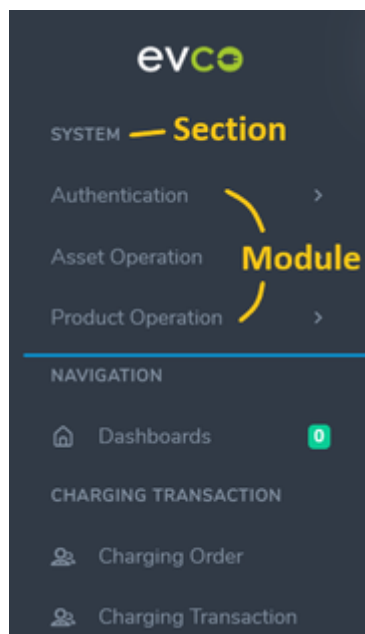 evco
SYSTEM Section
Authentication
Asset Operation Module
Product Operation
NAVIGATION
Dashboards 0
CHARGING TRANSACTION
Charging Order
Charging Transaction